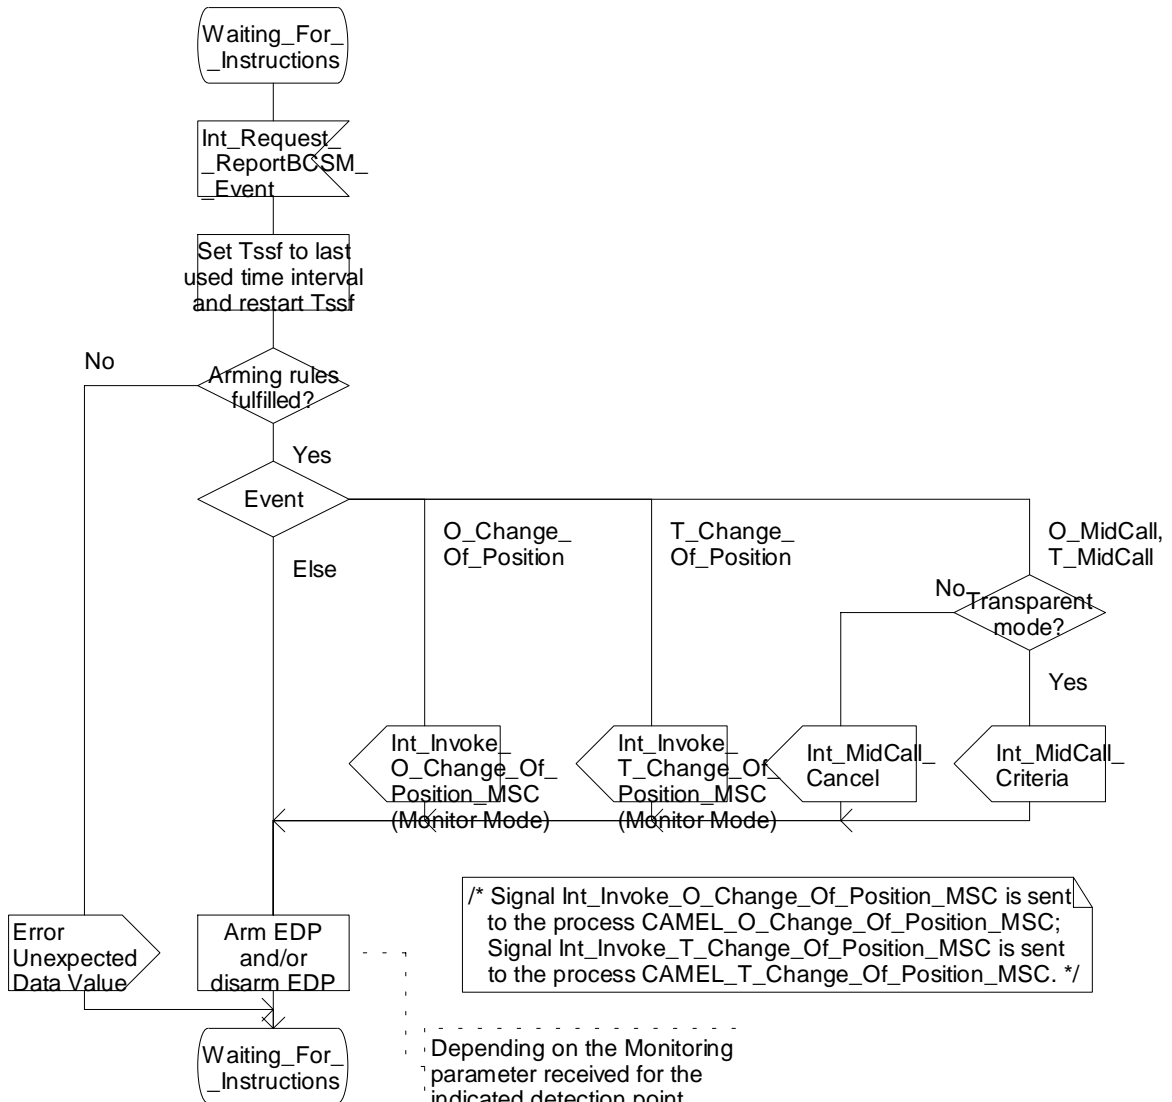 Waiting_For_
_Instructions
Int_Request_
_ReportBCSM_
_Event
Set Tssf to last
used time interval
and restart Tssf
No
Arming rules
fulfilled?
Yes
Event
O_Change_
Of_Position
T_Change_
Of_Position
O_MidCall,
T_MidCall
Else
No
Transparent
mode?
Yes
Int_Invoke_
O_Change_Of_
Position_MSC
(Monitor Mode)
Int_Invoke_
T_Change_Of_
Position_MSC
(Monitor Mode)
Int_MidCall_
Cancel
Int_MidCall_
Criteria
/* Signal Int_Invoke_O_Change_Of_Position_MSC is sent
to the process CAMEL_O_Change_Of_Position_MSC;
Signal Int_Invoke_T_Change_Of_Position_MSC is sent
to the process CAMEL_T_Change_Of_Position_MSC. */
Error
Unexpected
Data Value
Arm EDP
and/or
disarm EDP
Waiting_For_
_Instructions
Depending on the Monitoring
parameter received for the
indicated detection point